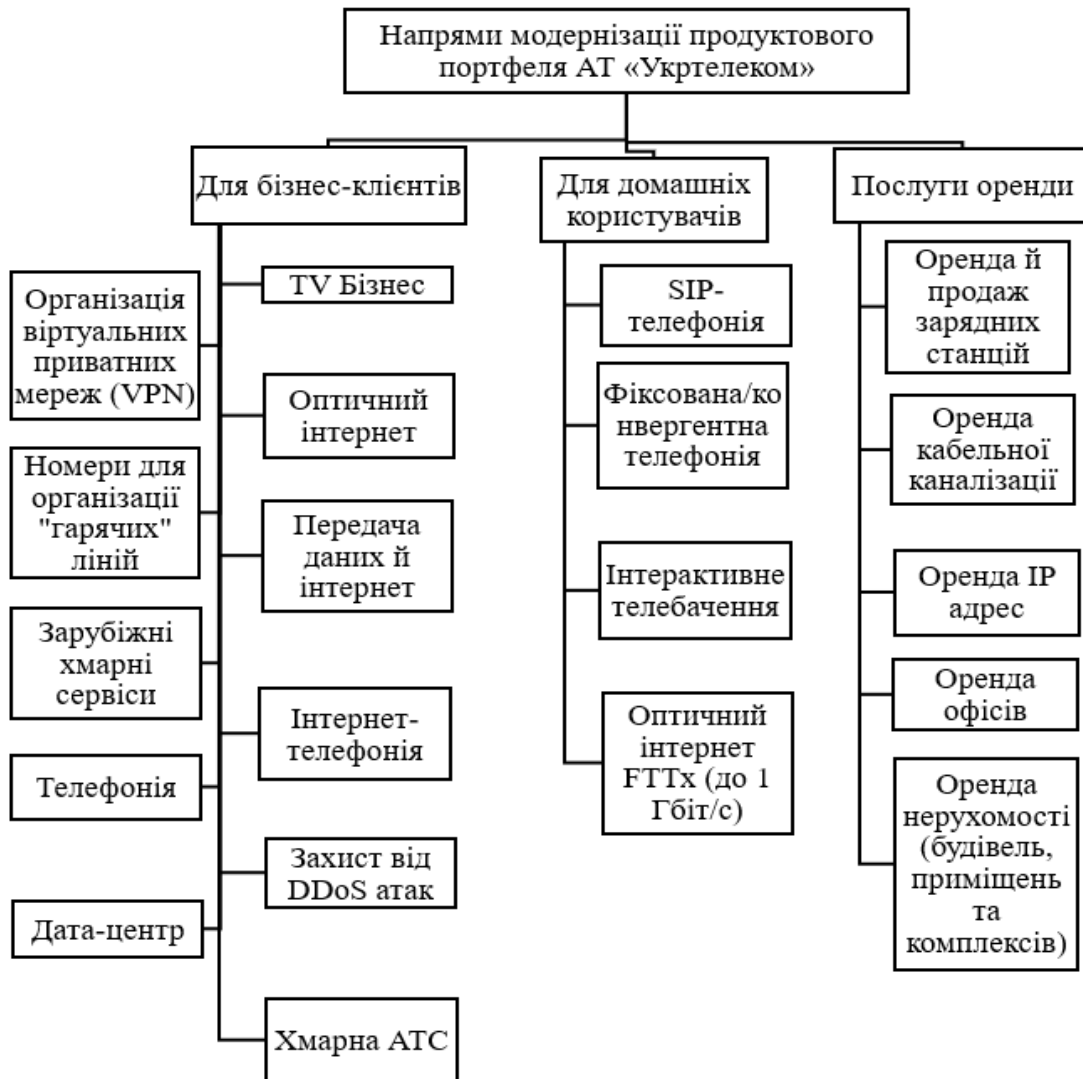 Напрями модернізації продуктового
портфеля АТ «Укртелеком»
Для бізнес-клієнтів
Організація
віртуальних
приватних
мереж (VPN)
Номери для
організації
"гарячих"
ліній
Зарубіжні
хмарні
сервіси
Телефонія
Дата-центр
TV Бізнес
Оптичний
інтернет
Передача
даних й
інтернет
Інтернет-
телефонія
Захист від
DDoS атак
Хмарна АТС
Для домашніх
користувачів
SIP-
телефонія
Фіксована/ко
нвергентна
телефонія
Інтерактивне
телебачення
Оптичний
інтернет
FTTx (до 1
Гбіт/с)
Послуги оренди
Оренда й
продаж
зарядних
станцій
Оренда
кабельної
каналізації
Оренда IP
адрес
Оренда
офісів
Оренда
нерухомості
(будівель,
приміщень
та
комплексів)